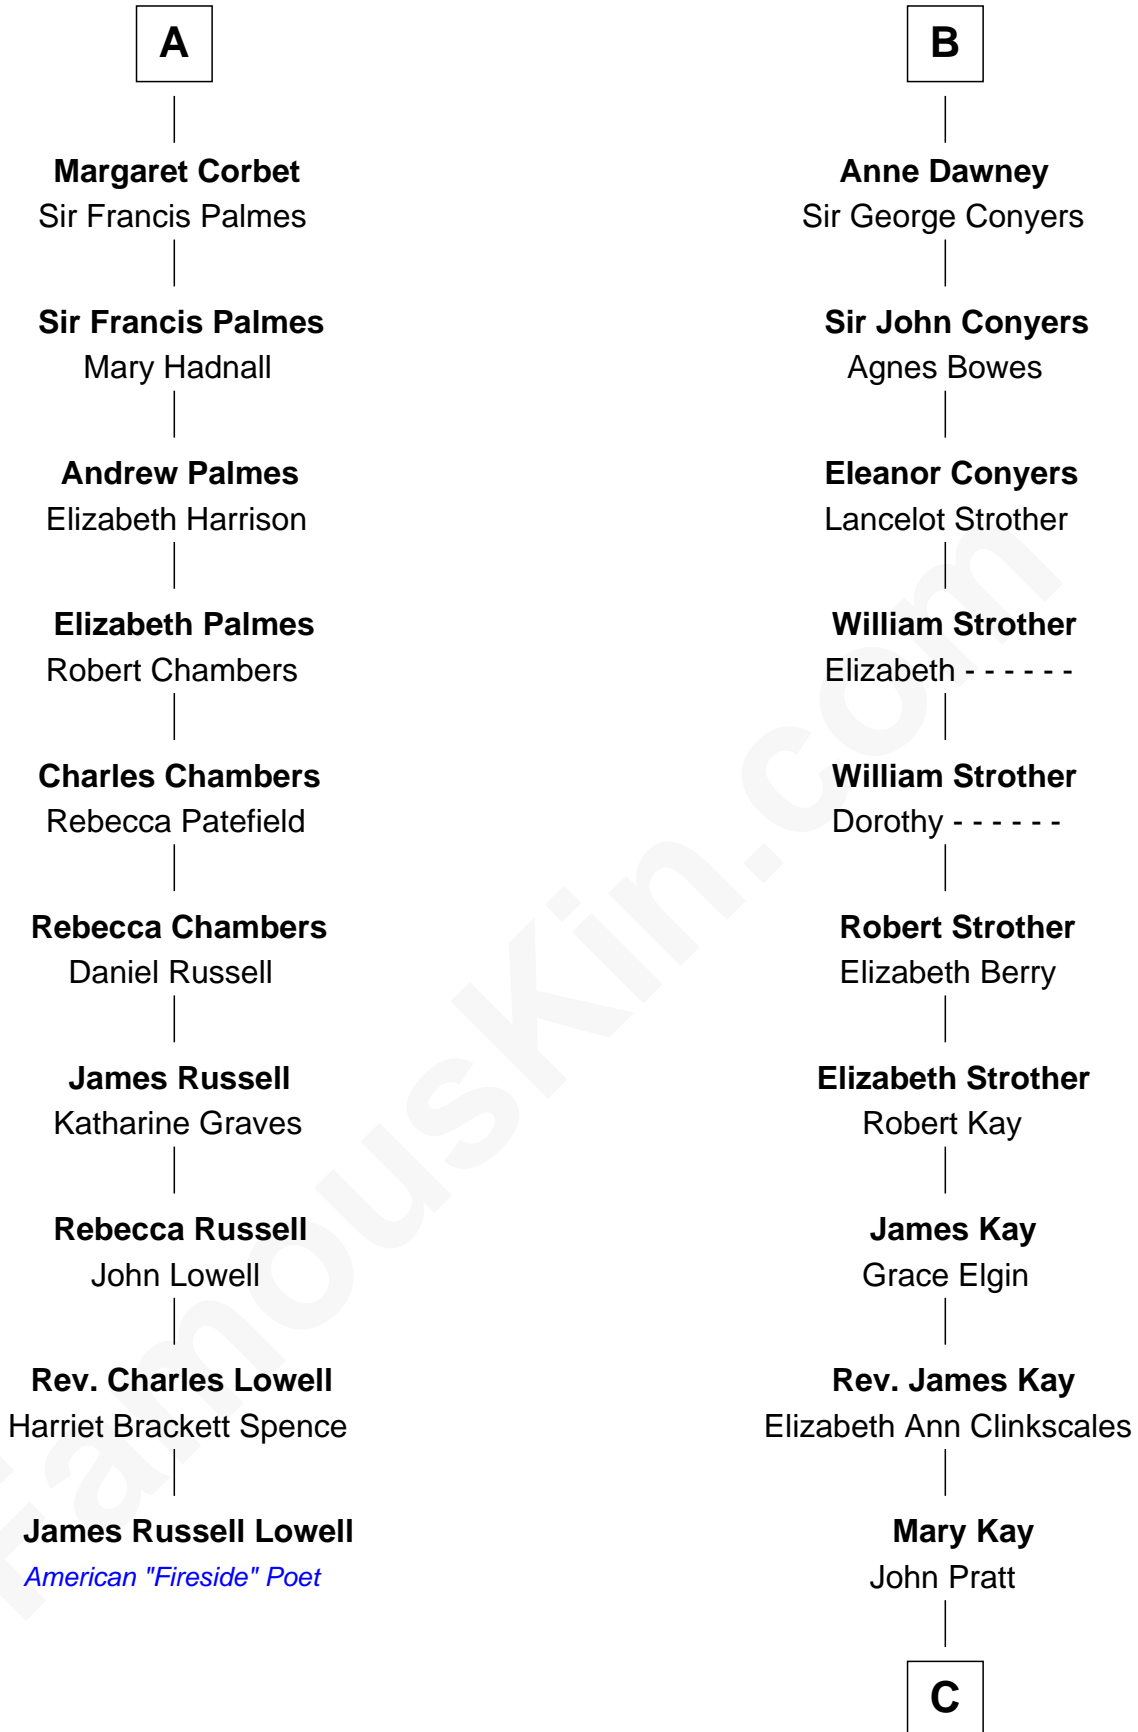 A
Margaret Corbet
Sir Francis Palmes
Sir Francis Palmes
Mary Hadnall
Andrew Palmes
Elizabeth Harrison
Elizabeth Palmes
Robert Chambers
Charles Chambers
Rebecca Patefield
Rebecca Chambers
Daniel Russell
James Russell
Katharine Graves
Rebecca Russell
John Lowell
Rev. Charles Lowell
Harriet Brackett Spence
James Russell Lowell
American "Fireside" Poet
B
Anne Dawney
Sir George Conyers
Sir John Conyers
Agnes Bowes
Eleanor Conyers
Lancelot Strother
William Strother
Elizabeth - - - - - -
William Strother
Dorothy - - - - - -
Robert Strother
Elizabeth Berry
Elizabeth Strother
Robert Kay
James Kay
Grace Elgin
Rev. James Kay
Elizabeth Ann Clinkscales
Mary Kay
John Pratt
C
FamousKin.com